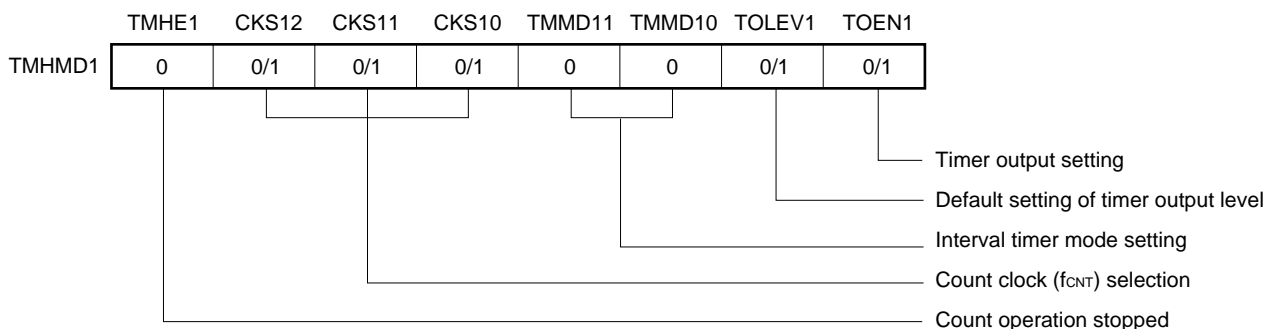 TMHE1 CKS12 CKS11 CKS10 TMMD11 TMMD10 TOLEV1 TOEN1
TMHMD1 0 0/1 0/1 0/1 0 0 0/1 0/1
Timer output setting
Default setting of timer output level
Interval timer mode setting
Count clock (fCNT) selection
Count operation stopped